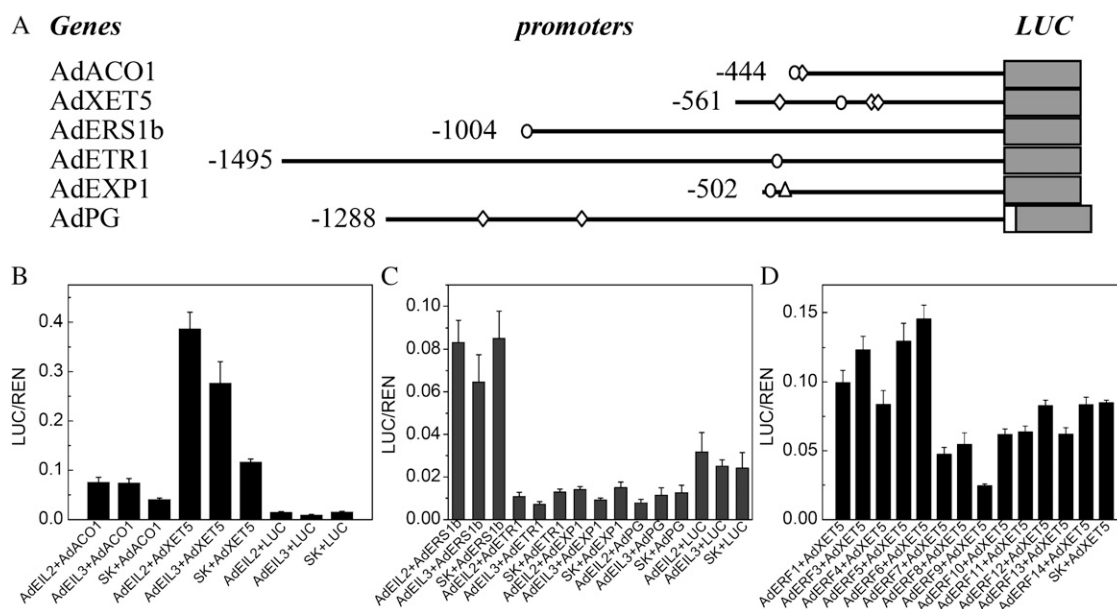 A Genes promoters LUC
AdACO1 -444
AdXET5 -561
AdERS1b -1004
AdETR1 -1495
AdEXP1 -502
AdPG -1288
B
LUC/REN
0.4
0.3
0.2
0.1
0.0
AdEIL2+AdACO1
AdEIL3+AdACO1
SK+AdACO1
AdEIL2+AdXET5
AdEIL3+AdXET5
SK+AdXET5
AdEIL2+LUC
AdEIL3+LUC
SK+LUC
C
LUC/REN
0.10
0.08
0.06
0.04
0.02
0.00
AdEIL2+AdERS1b
AdEIL3+AdERS1b
SK+AdERS1b
AdEIL2+AdETR1
AdEIL3+AdETR1
SK+AdETR1
AdEIL2+AdEXP1
AdEIL3+AdEXP1
SK+AdEXP1
AdEIL2+AdPG
AdEIL3+AdPG
SK+AdPG
AdEIL2+LUC
AdEIL3+LUC
SK+LUC
D
LUC/REN
0.15
0.10
0.05
0.00
AdERF1+AdXET5
AdERF3+AdXET5
AdERF4+AdXET5
AdERF5+AdXET5
AdERF6+AdXET5
AdERF7+AdXET5
AdERF8+AdXET5
AdERF9+AdXET5
AdERF10+AdXET5
AdERF11+AdXET5
AdERF12+AdXET5
AdERF13+AdXET5
AdERF14+AdXET5
SK+AdXET5